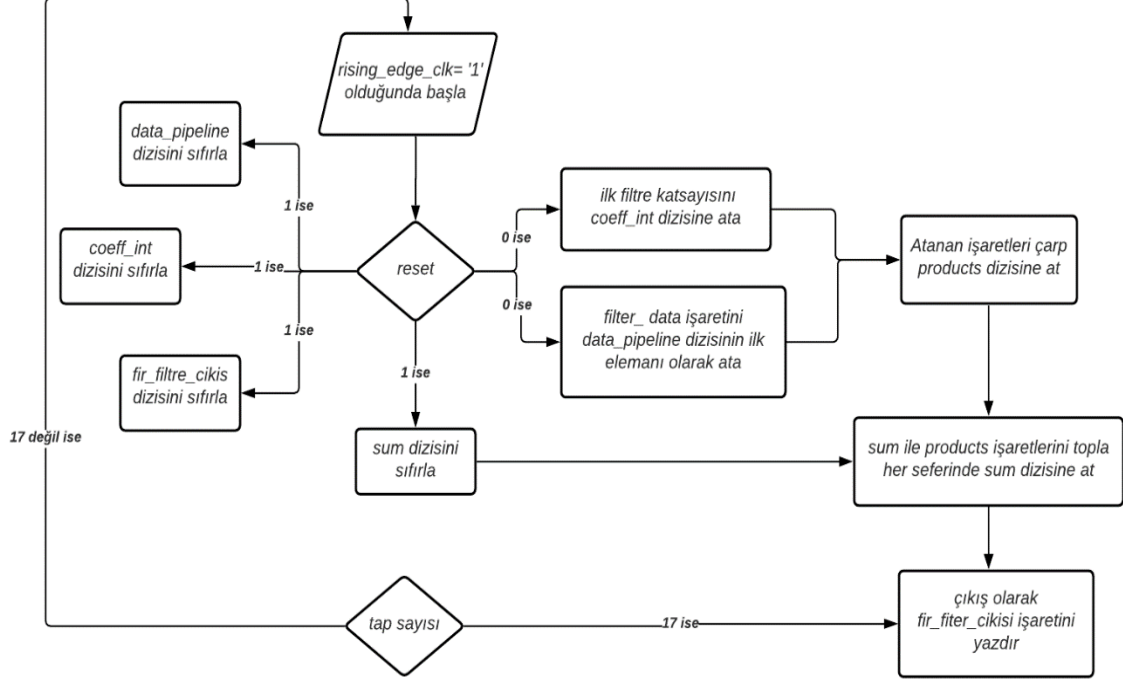 rising_edge_clk= '1'
olduğunda başla
data_pipeline
dizisini sıfırla
1 ise
coeff_int
dizisini sıfırla
1 ise
1 ise
fir_filtre_cikis
dizisini sıfırla
reset
0 ise
0 ise
ilk filtre katsayısını
coeff_int dizisine ata
filter_ data işaretini
data_pipeline dizisinin ilk
elemanı olarak ata
Atanan işaretleri çarp
products dizisine at
1 ise
sum dizisini
sıfırla
sum ile products işaretlerini topla
her seferinde sum dizisine at
17 değil ise
tap sayısı
17 ise
çıkış olarak
fir_fiter_cikisi işaretini
yazdır